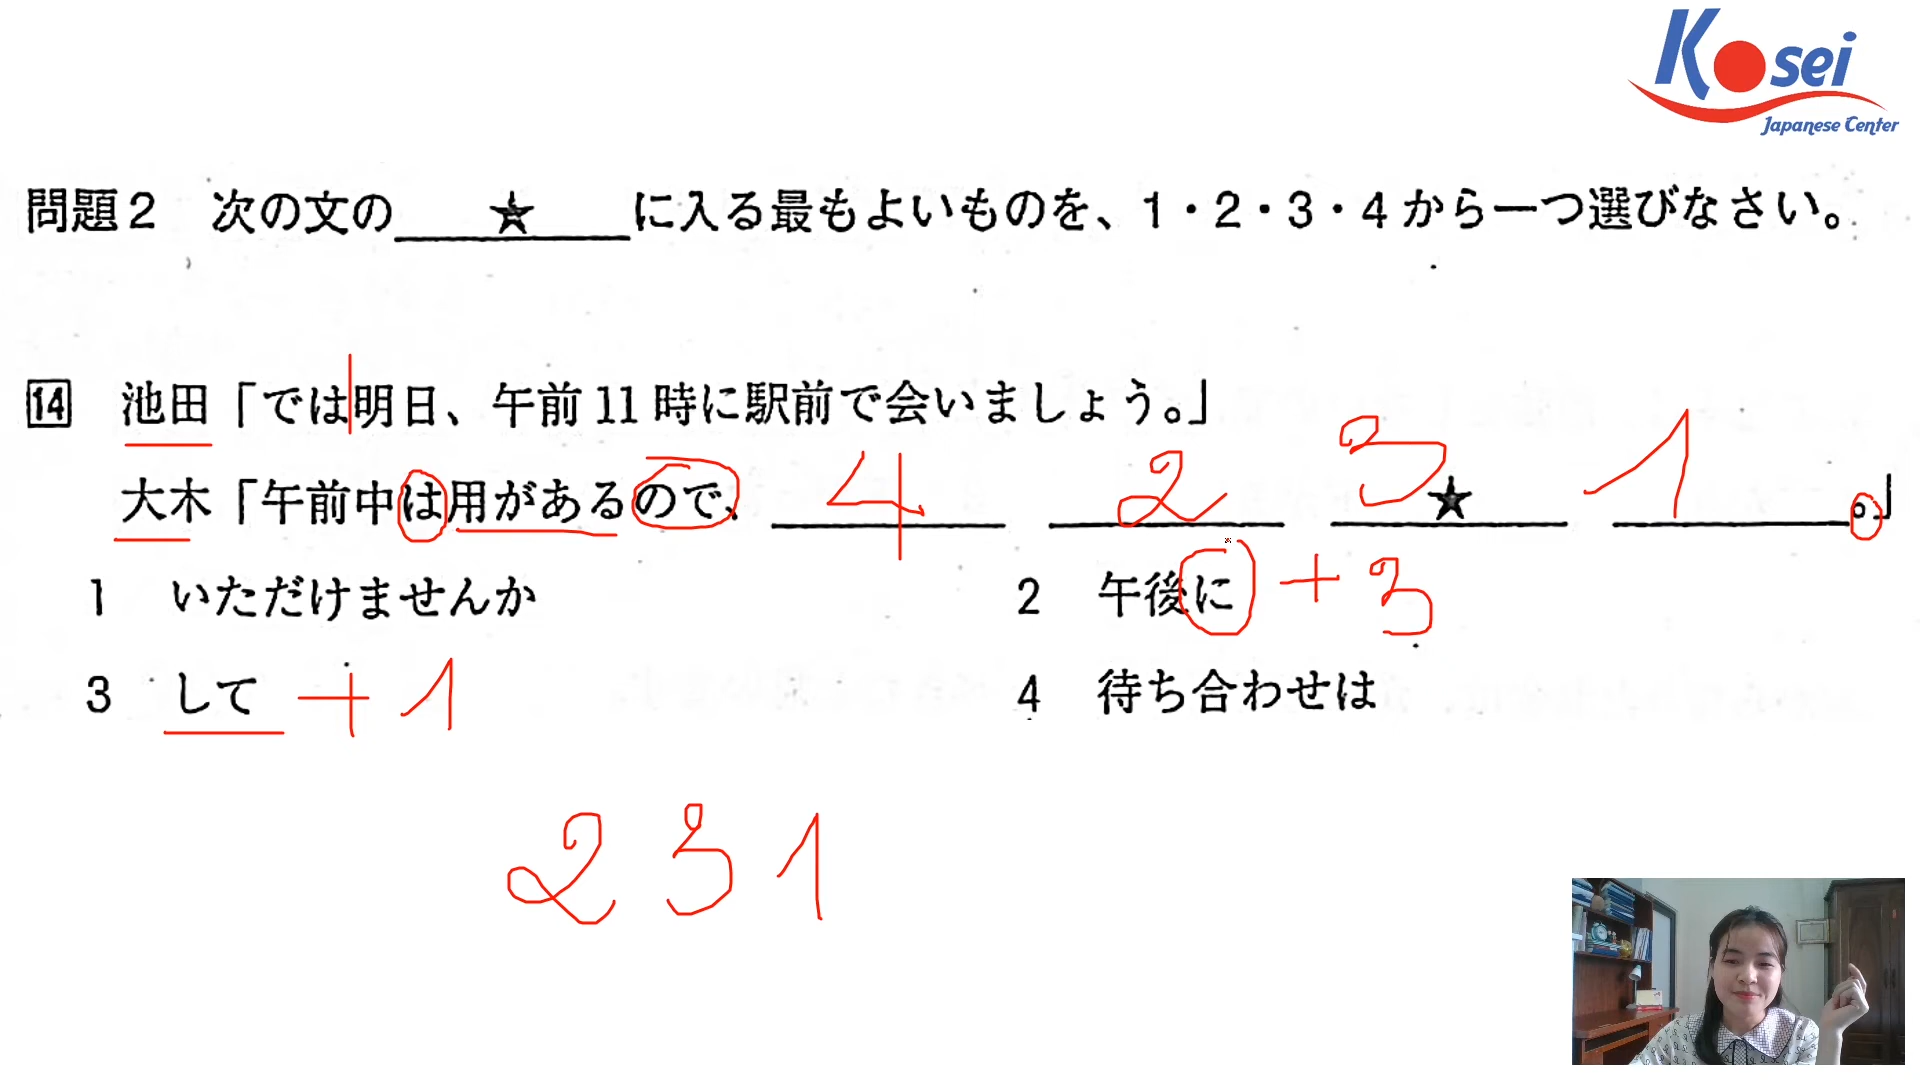 Kosei
Japanese Center
問題2 次の文の ★ に入る最もよいものを、1・2・3・4から一つ選びなさい。
14 池田「では明日、午前11時に駅前で会いましょう。」
4 2 3 1
大木「午前中は用があるので、 ★ 。」
1 いただけませんか 2 午後に + 3
3 して + 1 4 待ち合わせは
2 3 1